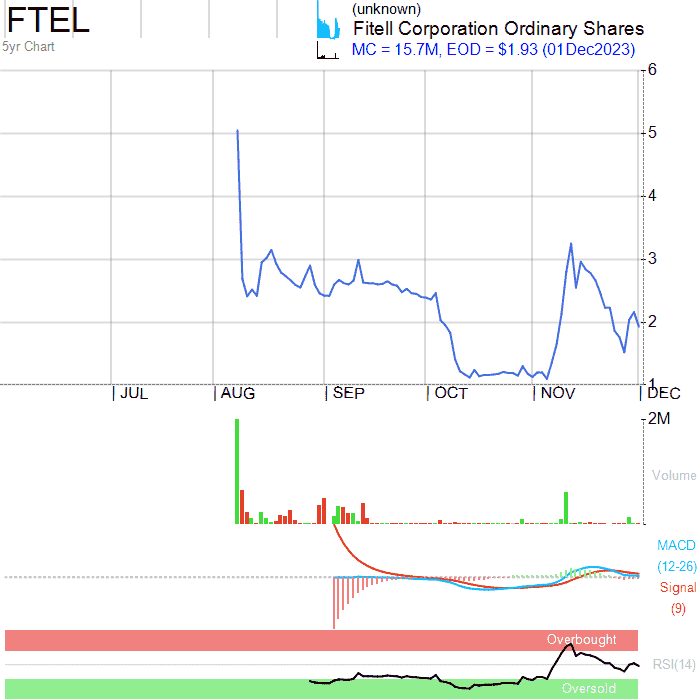 FTEL
5yr Chart
(unknown)
Fitell Corporation Ordinary Shares
MC = 15.7M, EOD = $1.93 (01Dec2023)
6
5
4
3
2
1
JUL AUG SEP OCT NOV DEC
2M
Volume
MACD
(12-26)
Signal
(9)
Overbought
RSI(14)
Oversold